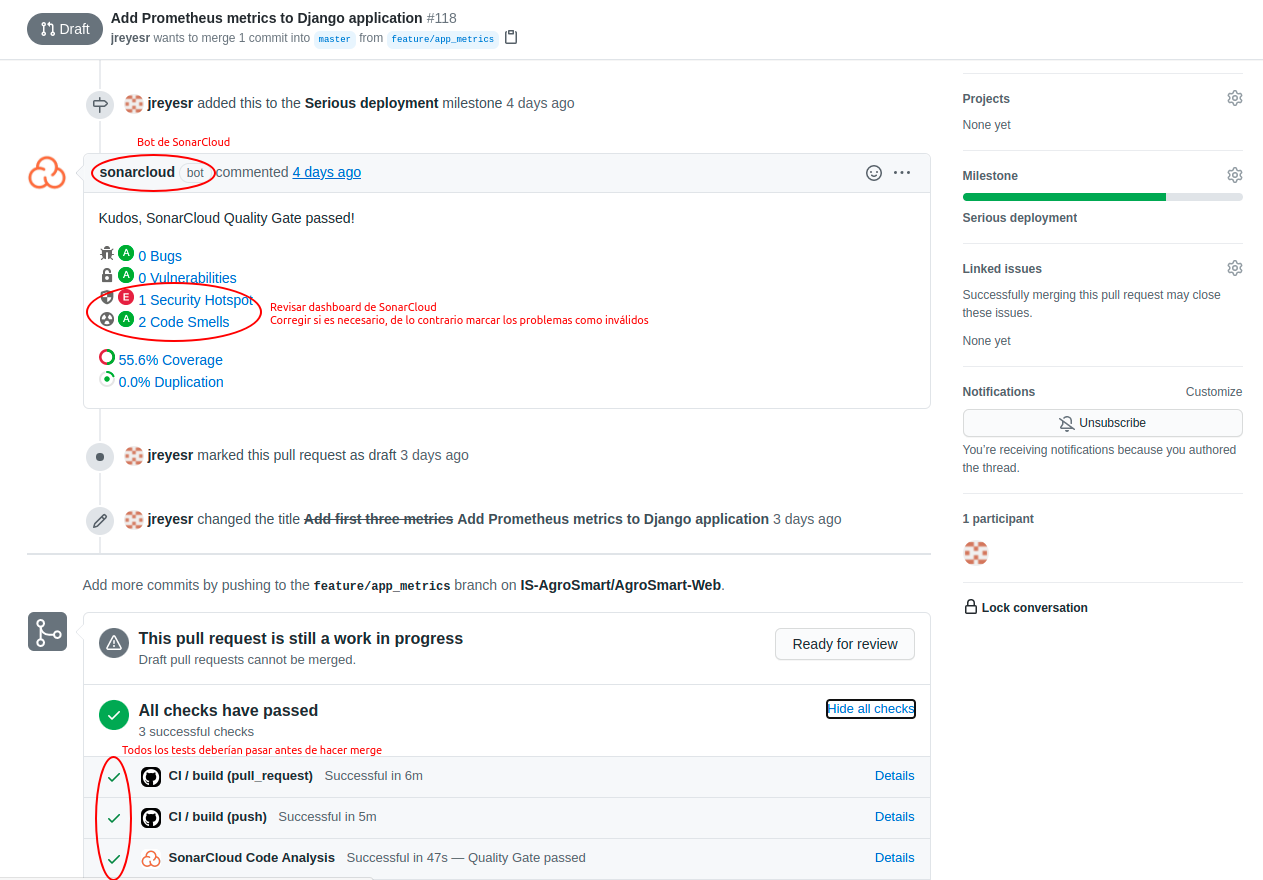 Draft
Add Prometheus metrics to Django application #118
jreyesr wants to merge 1 commit into master from feature/app_metrics
jreyesr added this to the Serious deployment milestone 4 days ago
Bot de SonarCloud
sonarcloud bot commented 4 days ago
Kudos, SonarCloud Quality Gate passed!
A 0 Bugs
A 0 Vulnerabilities
E 1 Security Hotspot
A 2 Code Smells
Revisar dashboard de SonarCloud
Corregir si es necesario, de lo contrario marcar los problemas como inválidos
55.6% Coverage
0.0% Duplication
jreyesr marked this pull request as draft 3 days ago
jreyesr changed the title Add first three metrics Add Prometheus metrics to Django application 3 days ago
Add more commits by pushing to the feature/app_metrics branch on IS-AgroSmart/AgroSmart-Web.
This pull request is still a work in progress
Draft pull requests cannot be merged.
Ready for review
All checks have passed
3 successful checks
Hide all checks
Todos los tests deberían pasar antes de hacer merge
CI / build (pull_request) Successful in 6m Details
CI / build (push) Successful in 5m Details
SonarCloud Code Analysis Successful in 47s — Quality Gate passed Details
Projects
None yet
Milestone
Serious deployment
Linked issues
Successfully merging this pull request may close
these issues.
None yet
Notifications Customize
Unsubscribe
You're receiving notifications because you authored
the thread.
1 participant
Lock conversation